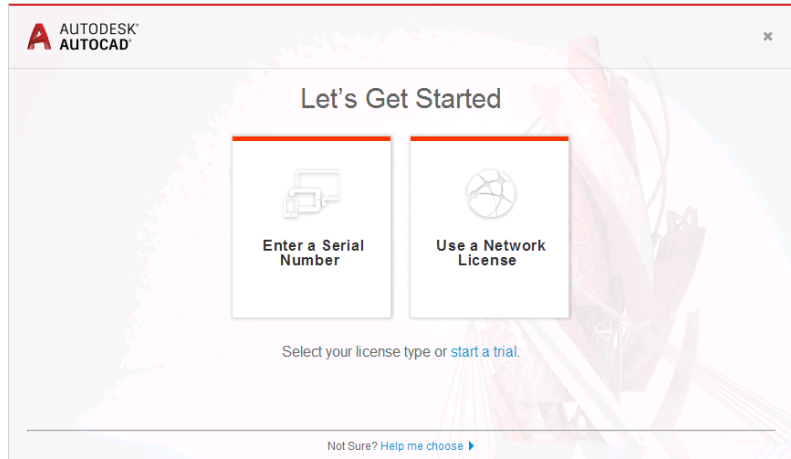 AUTODESK®
AUTOCAD®
Let's Get Started
Enter a Serial
Number
Use a Network
License
Select your license type or start a trial.
Not Sure? Help me choose